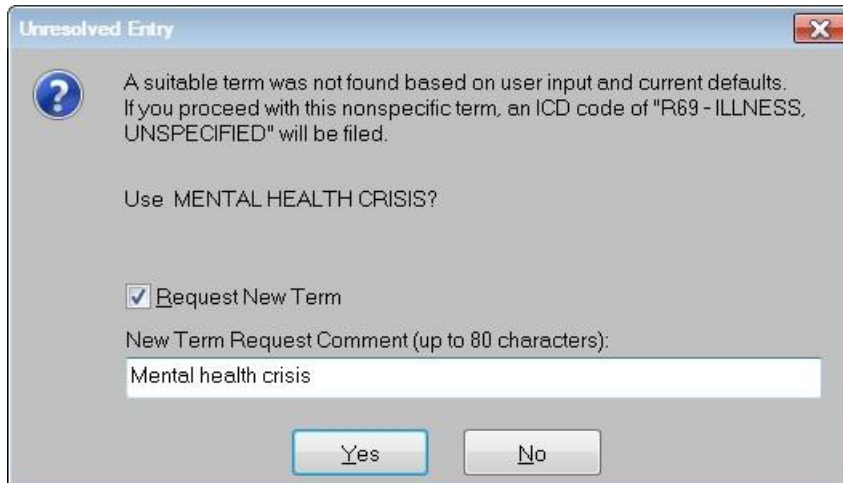 Unresolved Entry
A suitable term was not found based on user input and current defaults.
If you proceed with this nonspecific term, an ICD code of "R69 - ILLNESS,
UNSPECIFIED" will be filed.
Use MENTAL HEALTH CRISIS?
Request New Term
New Term Request Comment (up to 80 characters):
Mental health crisis
Yes No